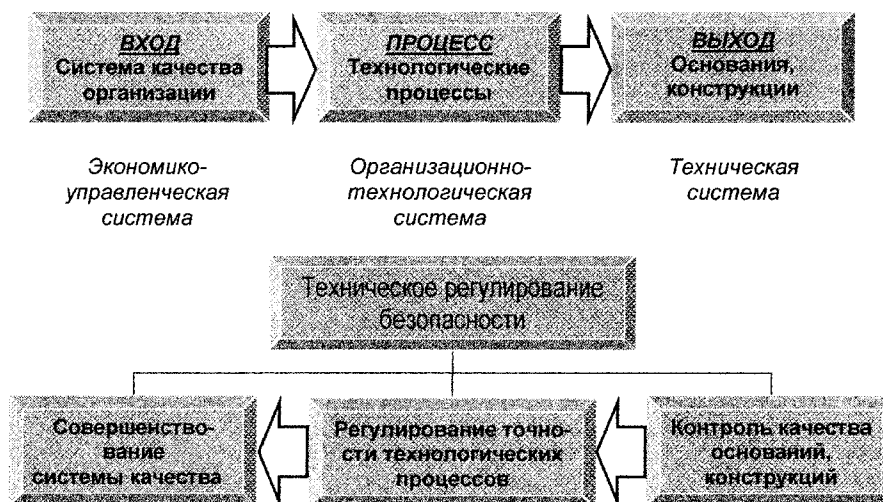 ВХОД
Система качества
организации
ПРОЦЕСС
Технологические
процессы
ВЫХОД
Основания,
конструкции
Экономико-
управленческая
система
Организационно-
технологическая
система
Техническая
система
Техническое регулирование
безопасности
Совершенство-
вание
системы качества
Регулирование точно-
сти технологических
процессов
Контроль качества
оснований,
конструкций